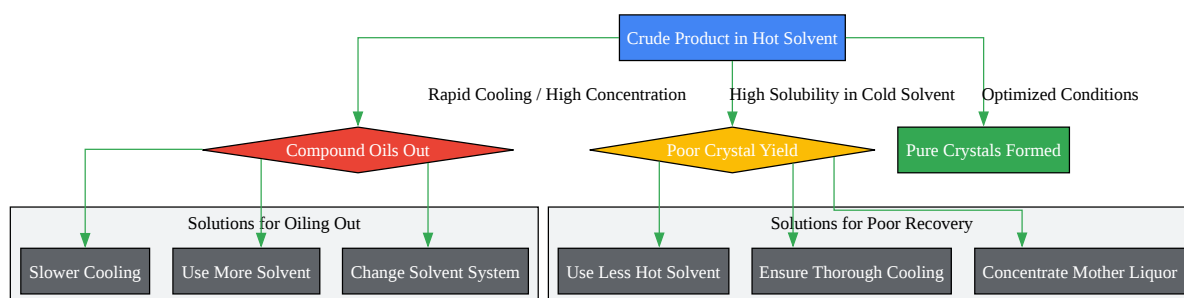 Crude Product in Hot Solvent
Rapid Cooling / High Concentration
High Solubility in Cold Solvent
Optimized Conditions
Compound Oils Out
Poor Crystal Yield
Pure Crystals Formed
Solutions for Oiling Out
Solutions for Poor Recovery
Slower Cooling
Use More Solvent
Change Solvent System
Use Less Hot Solvent
Ensure Thorough Cooling
Concentrate Mother Liquor